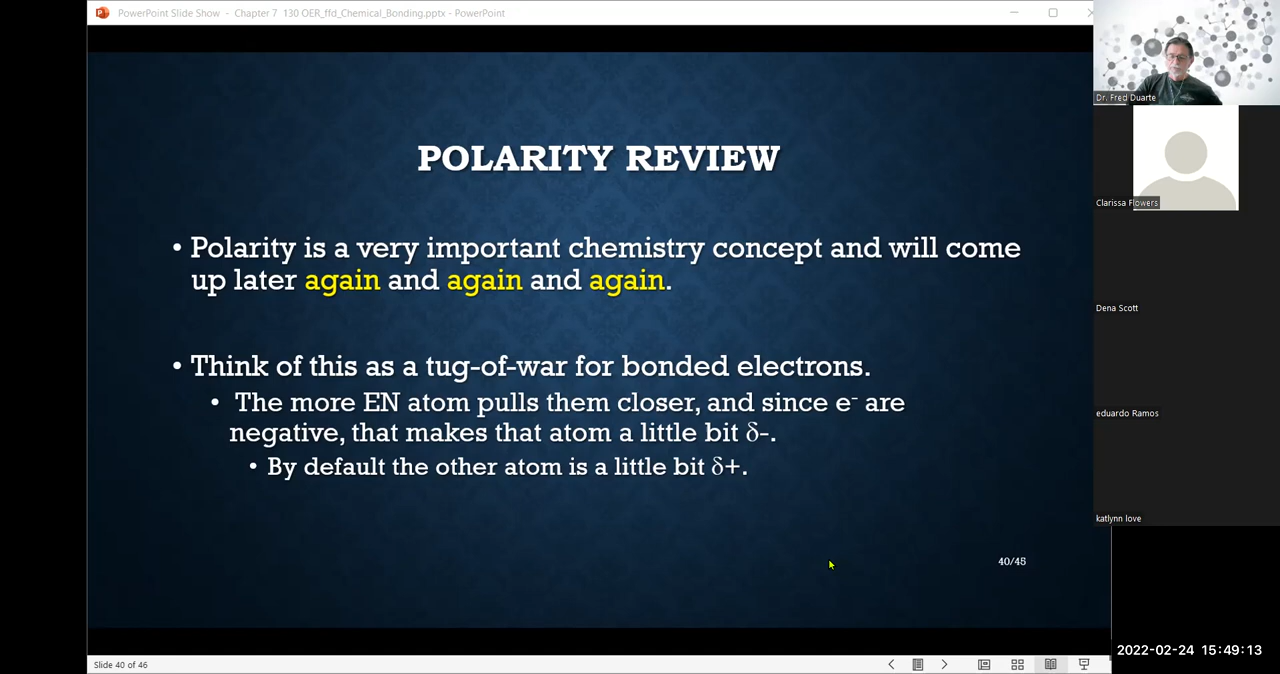 PowerPoint Slide Show - Chapter 7 130 OER_ffd_Chemical_Bonding.pptx - PowerPoint
POLARITY REVIEW
• Polarity is a very important chemistry concept and will come
up later again and again and again.
• Think of this as a tug-of-war for bonded electrons.
• The more EN atom pulls them closer, and since e⁻ are
negative, that makes that atom a little bit δ-.
• By default the other atom is a little bit δ+.
40/45
Slide 40 of 46
Dr. Fred Duarte
Clarissa Flowers
Dena Scott
eduardo Ramos
katlynn love
2022-02-24 15:49:13